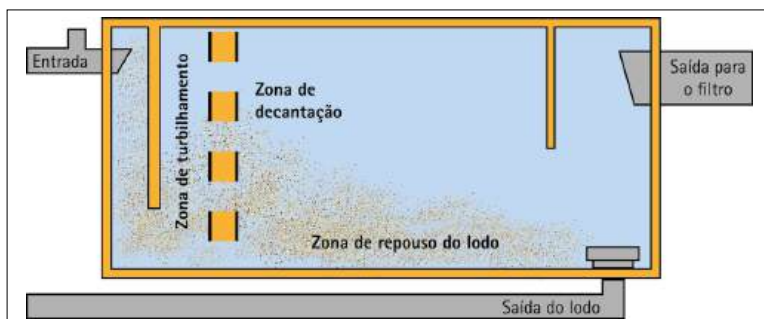 Entrada
Zona de turbilhamento
Zona de
decantação
Saída para
o filtro
Zona de repouso do lodo
Saída do lodo